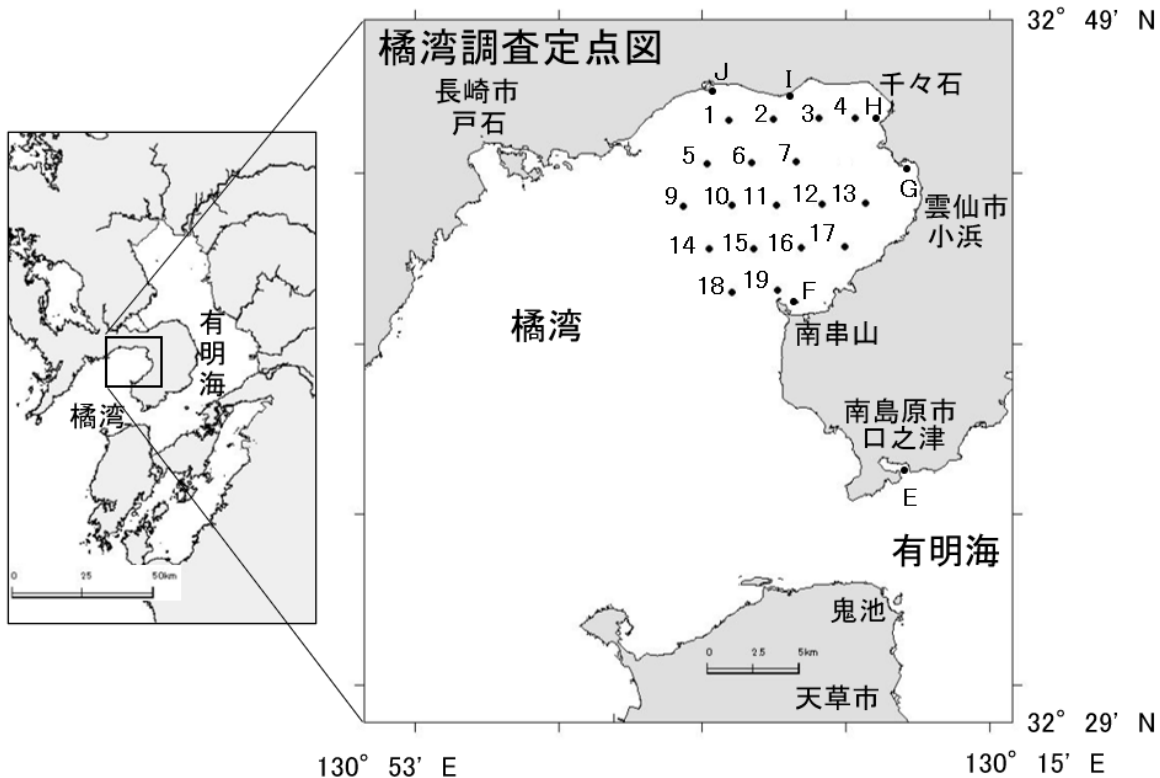 32° 49' N
橘湾調査定点図
J
I
千々石
長崎市
戸石
1
2
3
4
H
5
6
7
G
9
10
11
12
13
雲仙市
小浜
14
15
16
17
18
19
F
橘湾
南串山
南島原市
口之津
E
有明海
鬼池
0 2.5 5km
天草市
32° 29' N
130° 53' E
130° 15' E
有明海
橘湾
0 25 50km